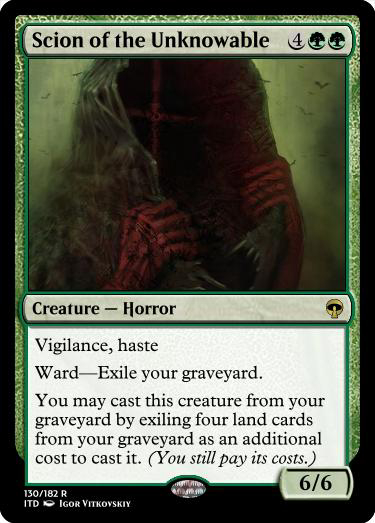 Scion of the Unknowable 4
Creature — Horror
Vigilance, haste
Ward—Exile your graveyard.
You may cast this creature from your
graveyard by exiling four land cards
from your graveyard as an additional
cost to cast it. (You still pay its costs.)
6/6
130/182 R
ITD Igor Vitkovskiy